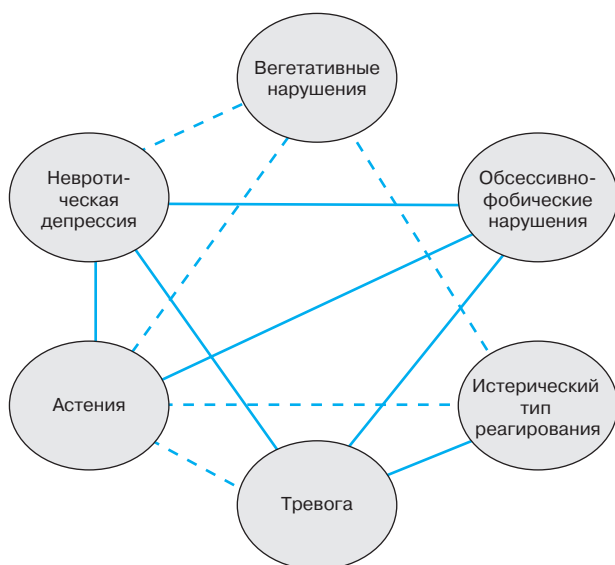 Вегетативные
нарушения
Невроти-
ческая
депрессия
Обсессивно-
фобические
нарушения
Астения
Истерический
тип
реагирования
Тревога